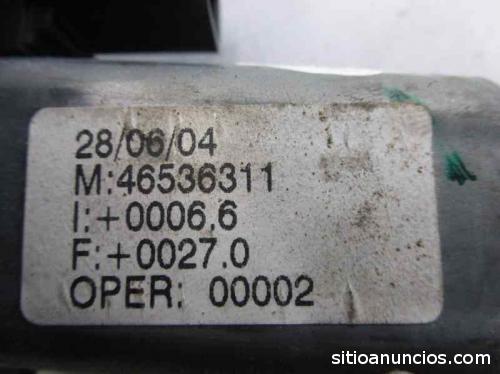 28/06/04
M:46536311
I:+0006,6
F:+0027.0
OPER: 00002
sitioanuncios.com